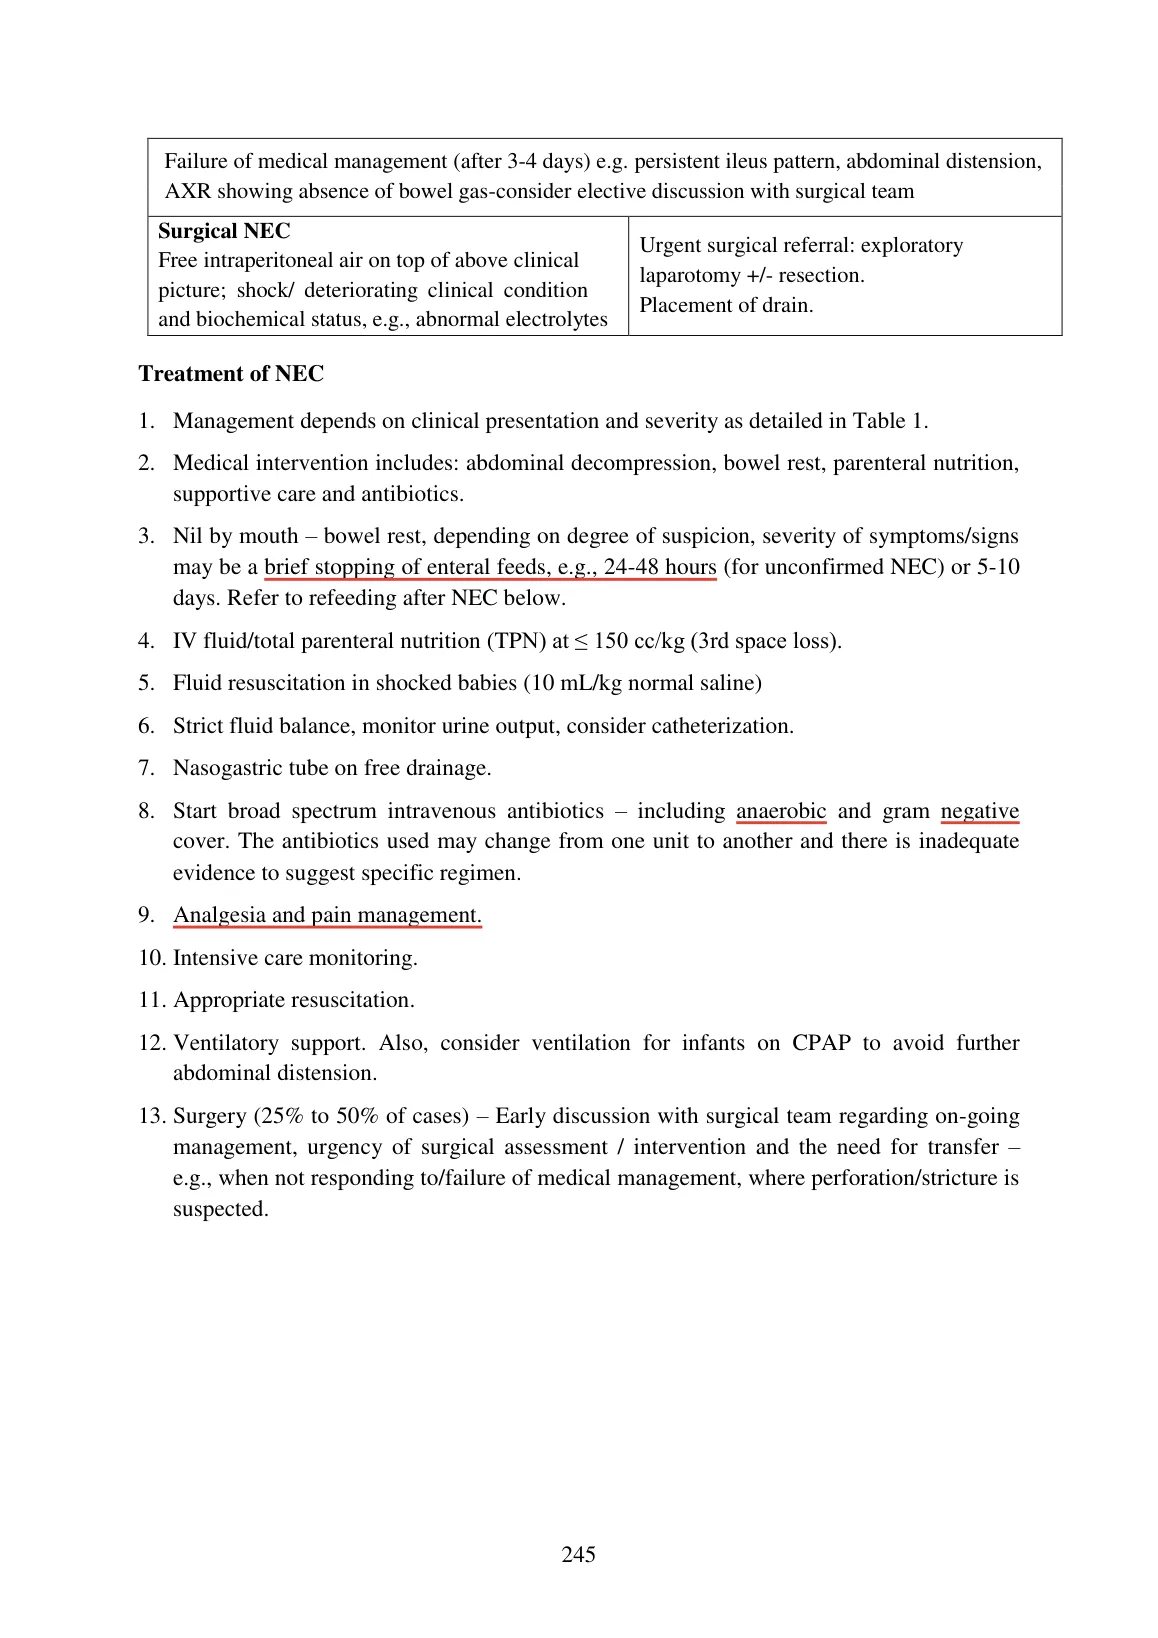 Failure of medical management (after 3-4 days) e.g. persistent ileus pattern, abdominal distension,
AXR showing absence of bowel gas-consider elective discussion with surgical team
Surgical NEC
Free intraperitoneal air on top of above clinical
picture; shock/ deteriorating clinical condition
and biochemical status, e.g., abnormal electrolytes
Urgent surgical referral: exploratory
laparotomy +/- resection.
Placement of drain.
Treatment of NEC
1. Management depends on clinical presentation and severity as detailed in Table 1.
2. Medical intervention includes: abdominal decompression, bowel rest, parenteral nutrition,
supportive care and antibiotics.
3. Nil by mouth – bowel rest, depending on degree of suspicion, severity of symptoms/signs
may be a brief stopping of enteral feeds, e.g., 24-48 hours (for unconfirmed NEC) or 5-10
days. Refer to refeeding after NEC below.
4. IV fluid/total parenteral nutrition (TPN) at ≤ 150 cc/kg (3rd space loss).
5. Fluid resuscitation in shocked babies (10 mL/kg normal saline)
6. Strict fluid balance, monitor urine output, consider catheterization.
7. Nasogastric tube on free drainage.
8. Start broad spectrum intravenous antibiotics – including anaerobic and gram negative
cover. The antibiotics used may change from one unit to another and there is inadequate
evidence to suggest specific regimen.
9. Analgesia and pain management.
10. Intensive care monitoring.
11. Appropriate resuscitation.
12. Ventilatory support. Also, consider ventilation for infants on CPAP to avoid further
abdominal distension.
13. Surgery (25% to 50% of cases) – Early discussion with surgical team regarding on-going
management, urgency of surgical assessment / intervention and the need for transfer –
e.g., when not responding to/failure of medical management, where perforation/stricture is
suspected.
245